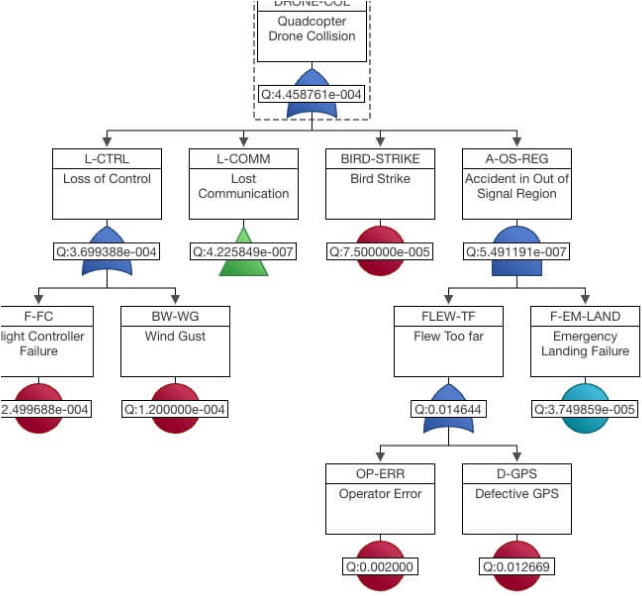 DRONE-COL
Quadcopter
Drone Collision
Q:4.458761e-004
L-CTRL
Loss of Control
Q:3.699388e-004
L-COMM
Lost
Communication
Q:4.225849e-007
BIRD-STRIKE
Bird Strike
Q:7.500000e-005
A-OS-REG
Accident in Out of
Signal Region
Q:5.491191e-007
F-FC
light Controller
Failure
2.499688e-004
BW-WG
Wind Gust
Q:1.200000e-004
FLEW-TF
Flew Too far
Q:0.014644
F-EM-LAND
Emergency
Landing Failure
Q:3.749859e-005
OP-ERR
Operator Error
Q:0.002000
D-GPS
Defective GPS
Q:0.012669